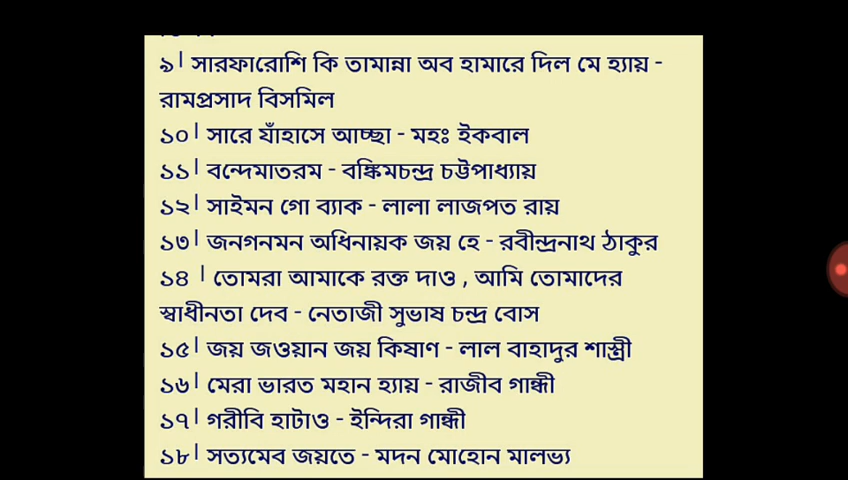 ৯| সারফারোশি কি তামান্না অব হামারে দিল মে হ্যায় -
রামপ্রসাদ বিসমিল
১০| সারে যাঁহাসে আচ্ছা - মহঃ ইকবাল
১১| বন্দেমাতরম - বঙ্কিমচন্দ্র চট্টপাধ্যায়
১২| সাইমন গো ব্যাক - লালা লাজপত রায়
১৩| জনগনমন অধিনায়ক জয় হে - রবীন্দ্রনাথ ঠাকুর
১৪ | তোমরা আমাকে রক্ত দাও , আমি তোমাদের
স্বাধীনতা দেব - নেতাজী সুভাষ চন্দ্র বোস
১৫| জয় জওয়ান জয় কিষাণ - লাল বাহাদুর শাস্ত্রী
১৬| মেরা ভারত মহান হ্যায় - রাজীব গান্ধী
১৭| গরীবি হাটাও - ইন্দিরা গান্ধী
১৮| সত্যমেব জয়তে - মদন মোহোন মালভ্য